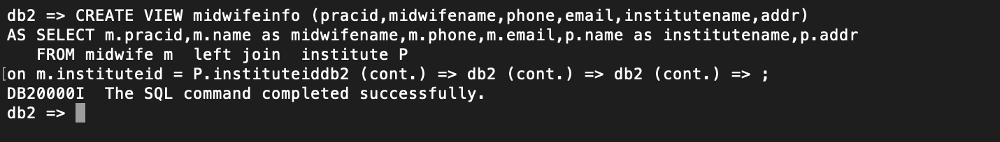 db2 => CREATE VIEW midwifeinfo (pracid,midwifename,phone,email,institutename,addr)
AS SELECT m.pracid,m.name as midwifename,m.phone,m.email,p.name as institutename,p.addr
   FROM midwife m  left join  institute P
[on m.instituteid = P.instituteiddb2 (cont.) => db2 (cont.) => db2 (cont.) => ;
DB20000I  The SQL command completed successfully.
db2 =>